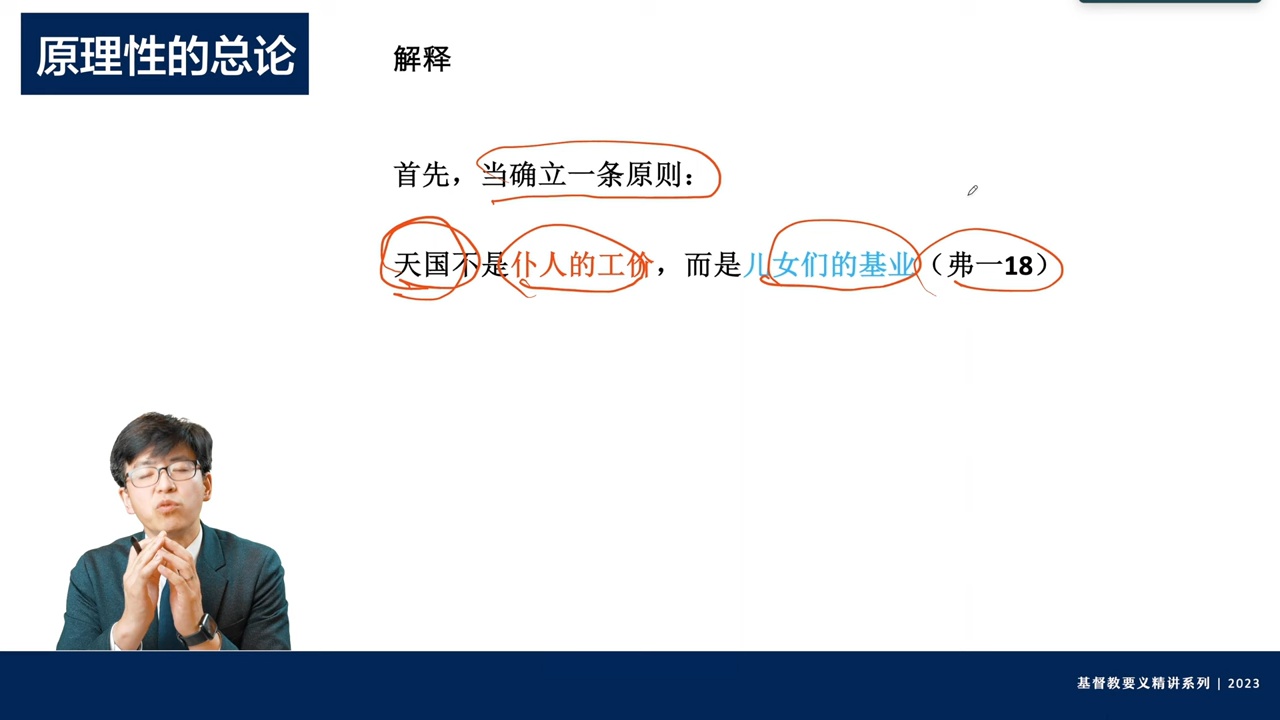 原理性的总论
解释
首先，当确立一条原则：
天国不是仆人的工价，而是儿女们的基业（弗一18）
基督教要义精讲系列 | 2023